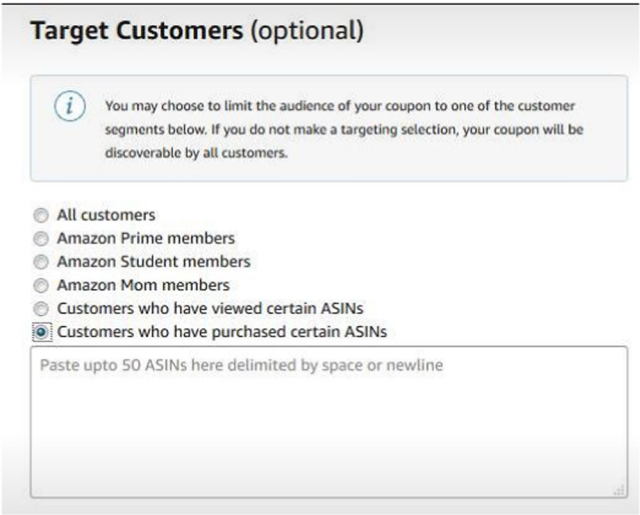 Target Customers (optional)
i
You may choose to limit the audience of your coupon to one of the customer
segments below. If you do not make a targeting selection, your coupon will be
discoverable by all customers.
All customers
Amazon Prime members
Amazon Student members
Amazon Mom members
Customers who have viewed certain ASINs
Customers who have purchased certain ASINs
Paste upto 50 ASINs here delimited by space or newline